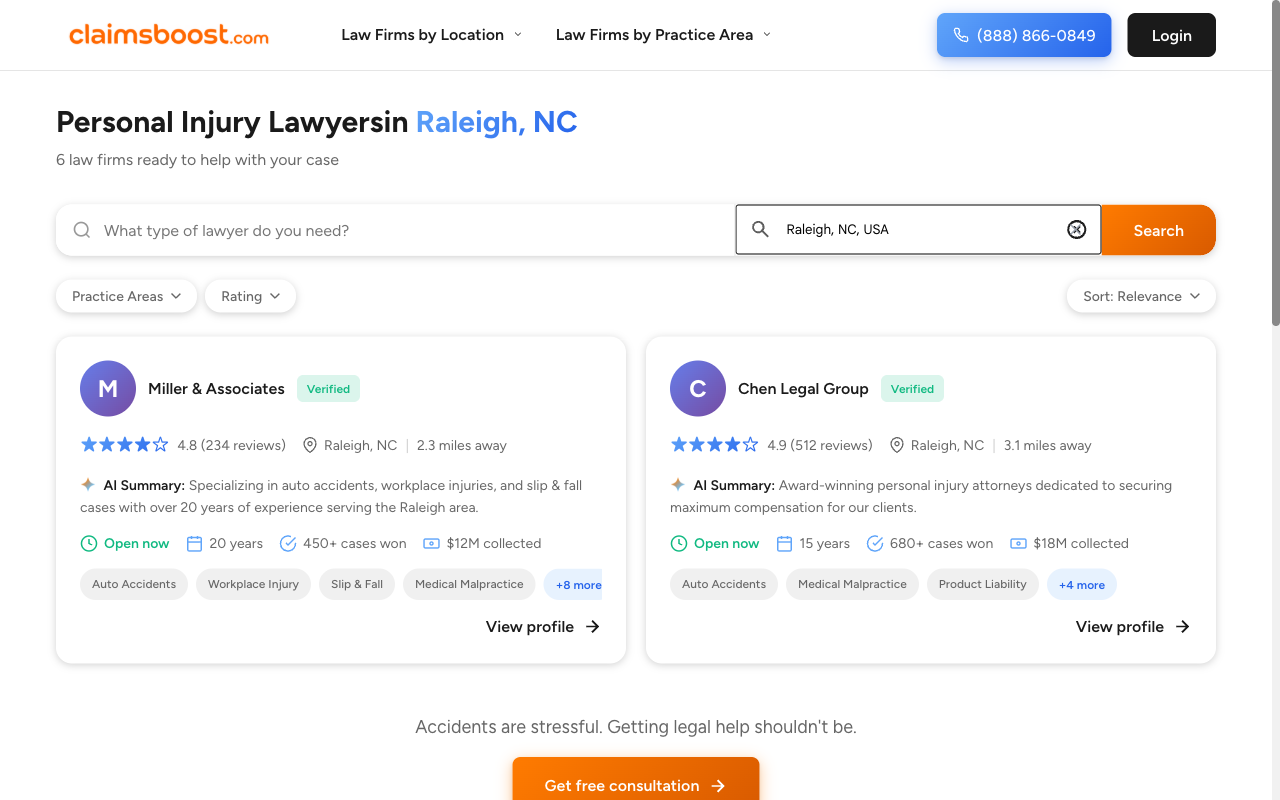 claimsboost.com
Law Firms by Location
Law Firms by Practice Area
(888) 866-0849
Login
Personal Injury Lawyersin Raleigh, NC
6 law firms ready to help with your case
What type of lawyer do you need?
Raleigh, NC, USA
Search
Practice Areas
Rating
Sort: Relevance
M
Miller & Associates
Verified
4.8 (234 reviews)
Raleigh, NC
2.3 miles away
AI Summary: Specializing in auto accidents, workplace injuries, and slip & fall
cases with over 20 years of experience serving the Raleigh area.
Open now
20 years
450+ cases won
$12M collected
Auto Accidents
Workplace Injury
Slip & Fall
Medical Malpractice
+8 more
View profile
C
Chen Legal Group
Verified
4.9 (512 reviews)
Raleigh, NC
3.1 miles away
AI Summary: Award-winning personal injury attorneys dedicated to securing
maximum compensation for our clients.
Open now
15 years
680+ cases won
$18M collected
Auto Accidents
Medical Malpractice
Product Liability
+4 more
View profile
Accidents are stressful. Getting legal help shouldn't be.
Get free consultation